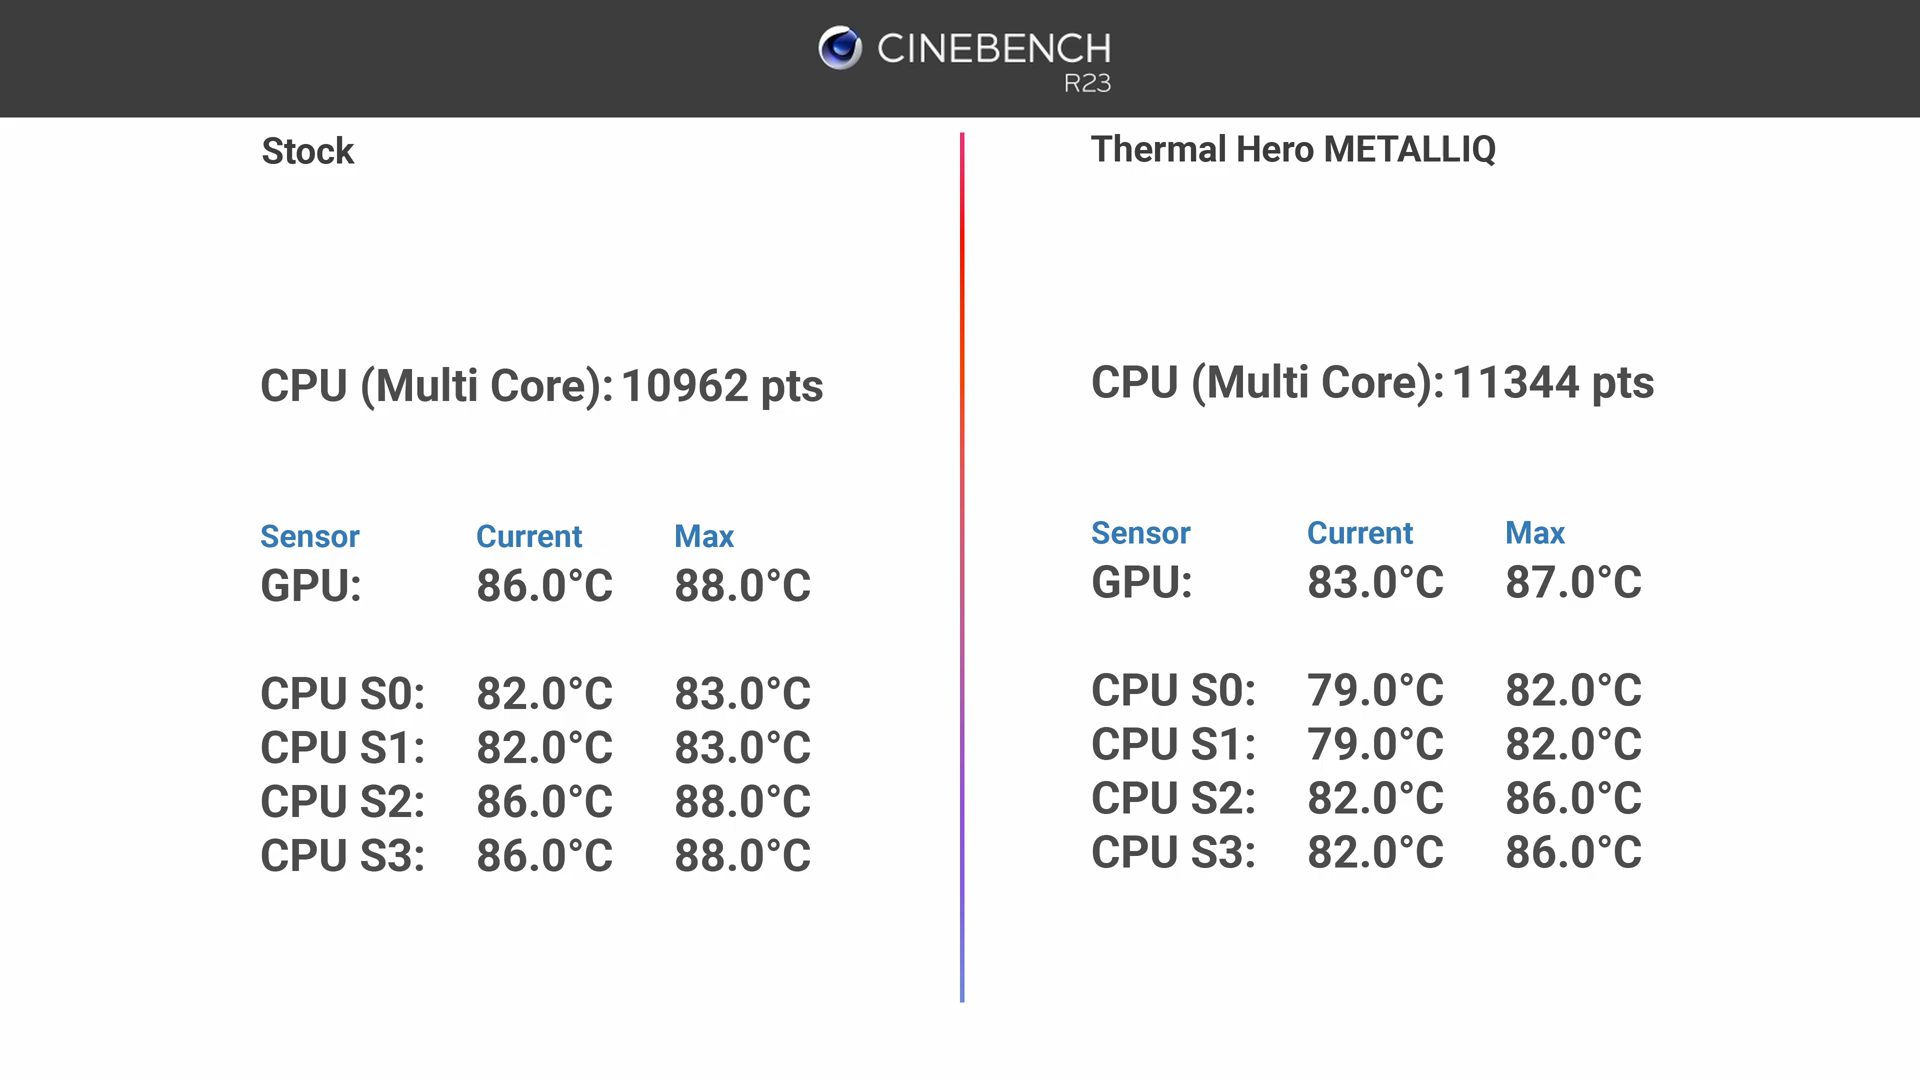 CINEBENCH
R23
Stock
CPU (Multi Core): 10962 pts
Sensor Current Max
GPU: 86.0°C 88.0°C
CPU S0: 82.0°C 83.0°C
CPU S1: 82.0°C 83.0°C
CPU S2: 86.0°C 88.0°C
CPU S3: 86.0°C 88.0°C
Thermal Hero METALLIQ
CPU (Multi Core): 11344 pts
Sensor Current Max
GPU: 83.0°C 87.0°C
CPU S0: 79.0°C 82.0°C
CPU S1: 79.0°C 82.0°C
CPU S2: 82.0°C 86.0°C
CPU S3: 82.0°C 86.0°C